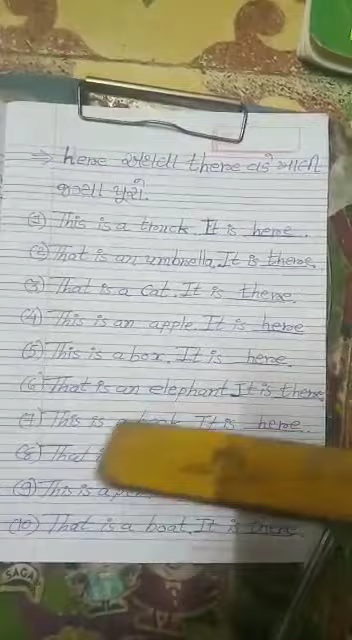 ⇒ here અથવા there વડે ખાલી
જગ્યા પૂરો.
(1) This is a truck. It is here.
(2) That is an umbrella. It is there.
(3) That is a cat. It is there.
(4) This is an apple. It is here
(5) This is a box. It is here.
(6) That is an elephant It is there
(7) This is a book. It is here.
(8) That is
(9) This is a
(10) That is a boat. It is there.
SAGA